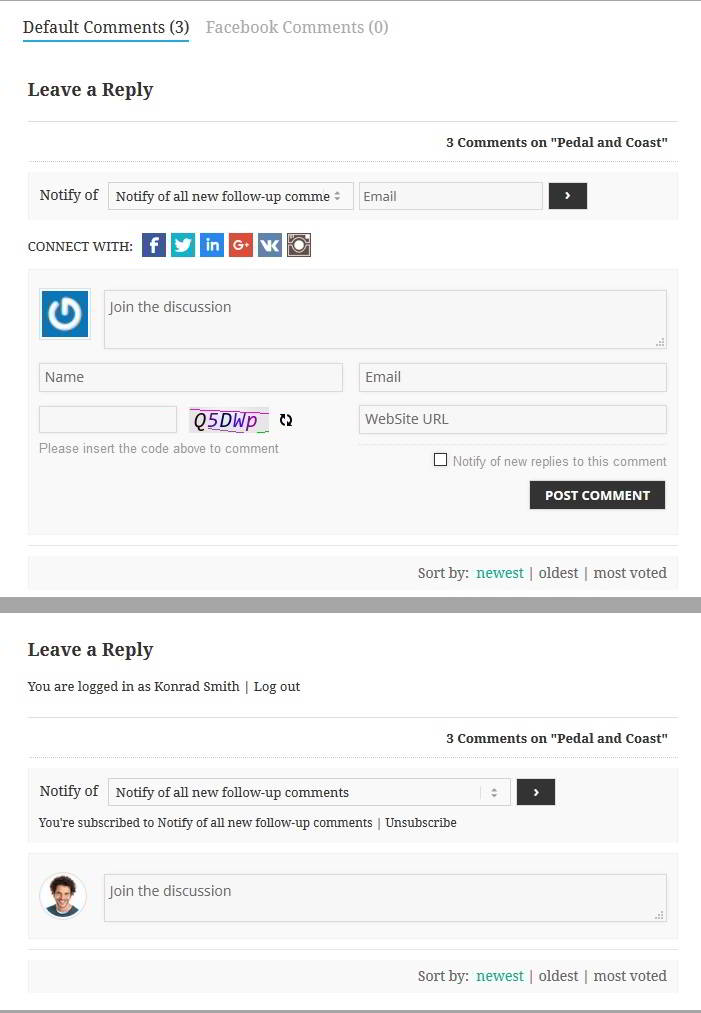 Default Comments (3) Facebook Comments (0)
Leave a Reply
3 Comments on "Pedal and Coast"
Notify of Notify of all new follow-up comme Email ›
CONNECT WITH: f in G+ VK
Join the discussion
Name Email
Q5DWp WebSite URL
Please insert the code above to comment
Notify of new replies to this comment
POST COMMENT
Sort by: newest | oldest | most voted
Leave a Reply
You are logged in as Konrad Smith | Log out
3 Comments on "Pedal and Coast"
Notify of Notify of all new follow-up comments ›
You're subscribed to Notify of all new follow-up comments | Unsubscribe
Join the discussion
Sort by: newest | oldest | most voted